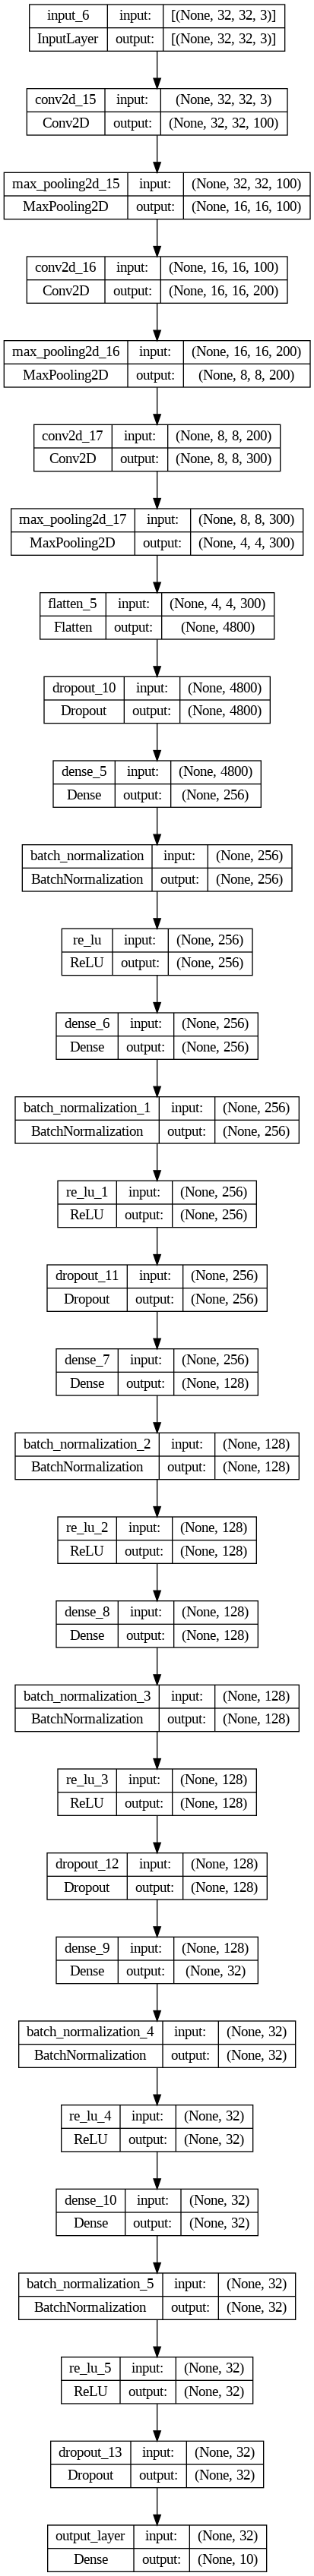 input_6 input: [(None, 32, 32, 3)]
InputLayer output: [(None, 32, 32, 3)]
conv2d_15 input: (None, 32, 32, 3)
Conv2D output: (None, 32, 32, 100)
max_pooling2d_15 input: (None, 32, 32, 100)
MaxPooling2D output: (None, 16, 16, 100)
conv2d_16 input: (None, 16, 16, 100)
Conv2D output: (None, 16, 16, 200)
max_pooling2d_16 input: (None, 16, 16, 200)
MaxPooling2D output: (None, 8, 8, 200)
conv2d_17 input: (None, 8, 8, 200)
Conv2D output: (None, 8, 8, 300)
max_pooling2d_17 input: (None, 8, 8, 300)
MaxPooling2D output: (None, 4, 4, 300)
flatten_5 input: (None, 4, 4, 300)
Flatten output: (None, 4800)
dropout_10 input: (None, 4800)
Dropout output: (None, 4800)
dense_5 input: (None, 4800)
Dense output: (None, 256)
batch_normalization input: (None, 256)
BatchNormalization output: (None, 256)
re_lu input: (None, 256)
ReLU output: (None, 256)
dense_6 input: (None, 256)
Dense output: (None, 256)
batch_normalization_1 input: (None, 256)
BatchNormalization output: (None, 256)
re_lu_1 input: (None, 256)
ReLU output: (None, 256)
dropout_11 input: (None, 256)
Dropout output: (None, 256)
dense_7 input: (None, 256)
Dense output: (None, 128)
batch_normalization_2 input: (None, 128)
BatchNormalization output: (None, 128)
re_lu_2 input: (None, 128)
ReLU output: (None, 128)
dense_8 input: (None, 128)
Dense output: (None, 128)
batch_normalization_3 input: (None, 128)
BatchNormalization output: (None, 128)
re_lu_3 input: (None, 128)
ReLU output: (None, 128)
dropout_12 input: (None, 128)
Dropout output: (None, 128)
dense_9 input: (None, 128)
Dense output: (None, 32)
batch_normalization_4 input: (None, 32)
BatchNormalization output: (None, 32)
re_lu_4 input: (None, 32)
ReLU output: (None, 32)
dense_10 input: (None, 32)
Dense output: (None, 32)
batch_normalization_5 input: (None, 32)
BatchNormalization output: (None, 32)
re_lu_5 input: (None, 32)
ReLU output: (None, 32)
dropout_13 input: (None, 32)
Dropout output: (None, 32)
output_layer input: (None, 32)
Dense output: (None, 10)